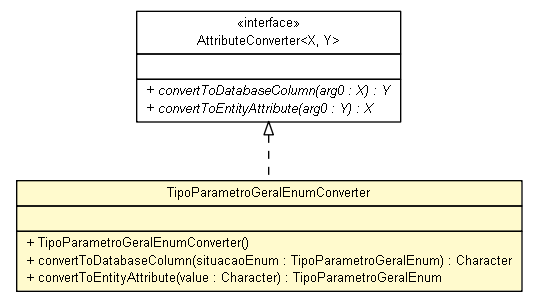 «interface»
AttributeConverter<X, Y>
+ convertToDatabaseColumn(arg0 : X) : Y
+ convertToEntityAttribute(arg0 : Y) : X
TipoParametroGeralEnumConverter
+ TipoParametroGeralEnumConverter()
+ convertToDatabaseColumn(situacaoEnum : TipoParametroGeralEnum) : Character
+ convertToEntityAttribute(value : Character) : TipoParametroGeralEnum